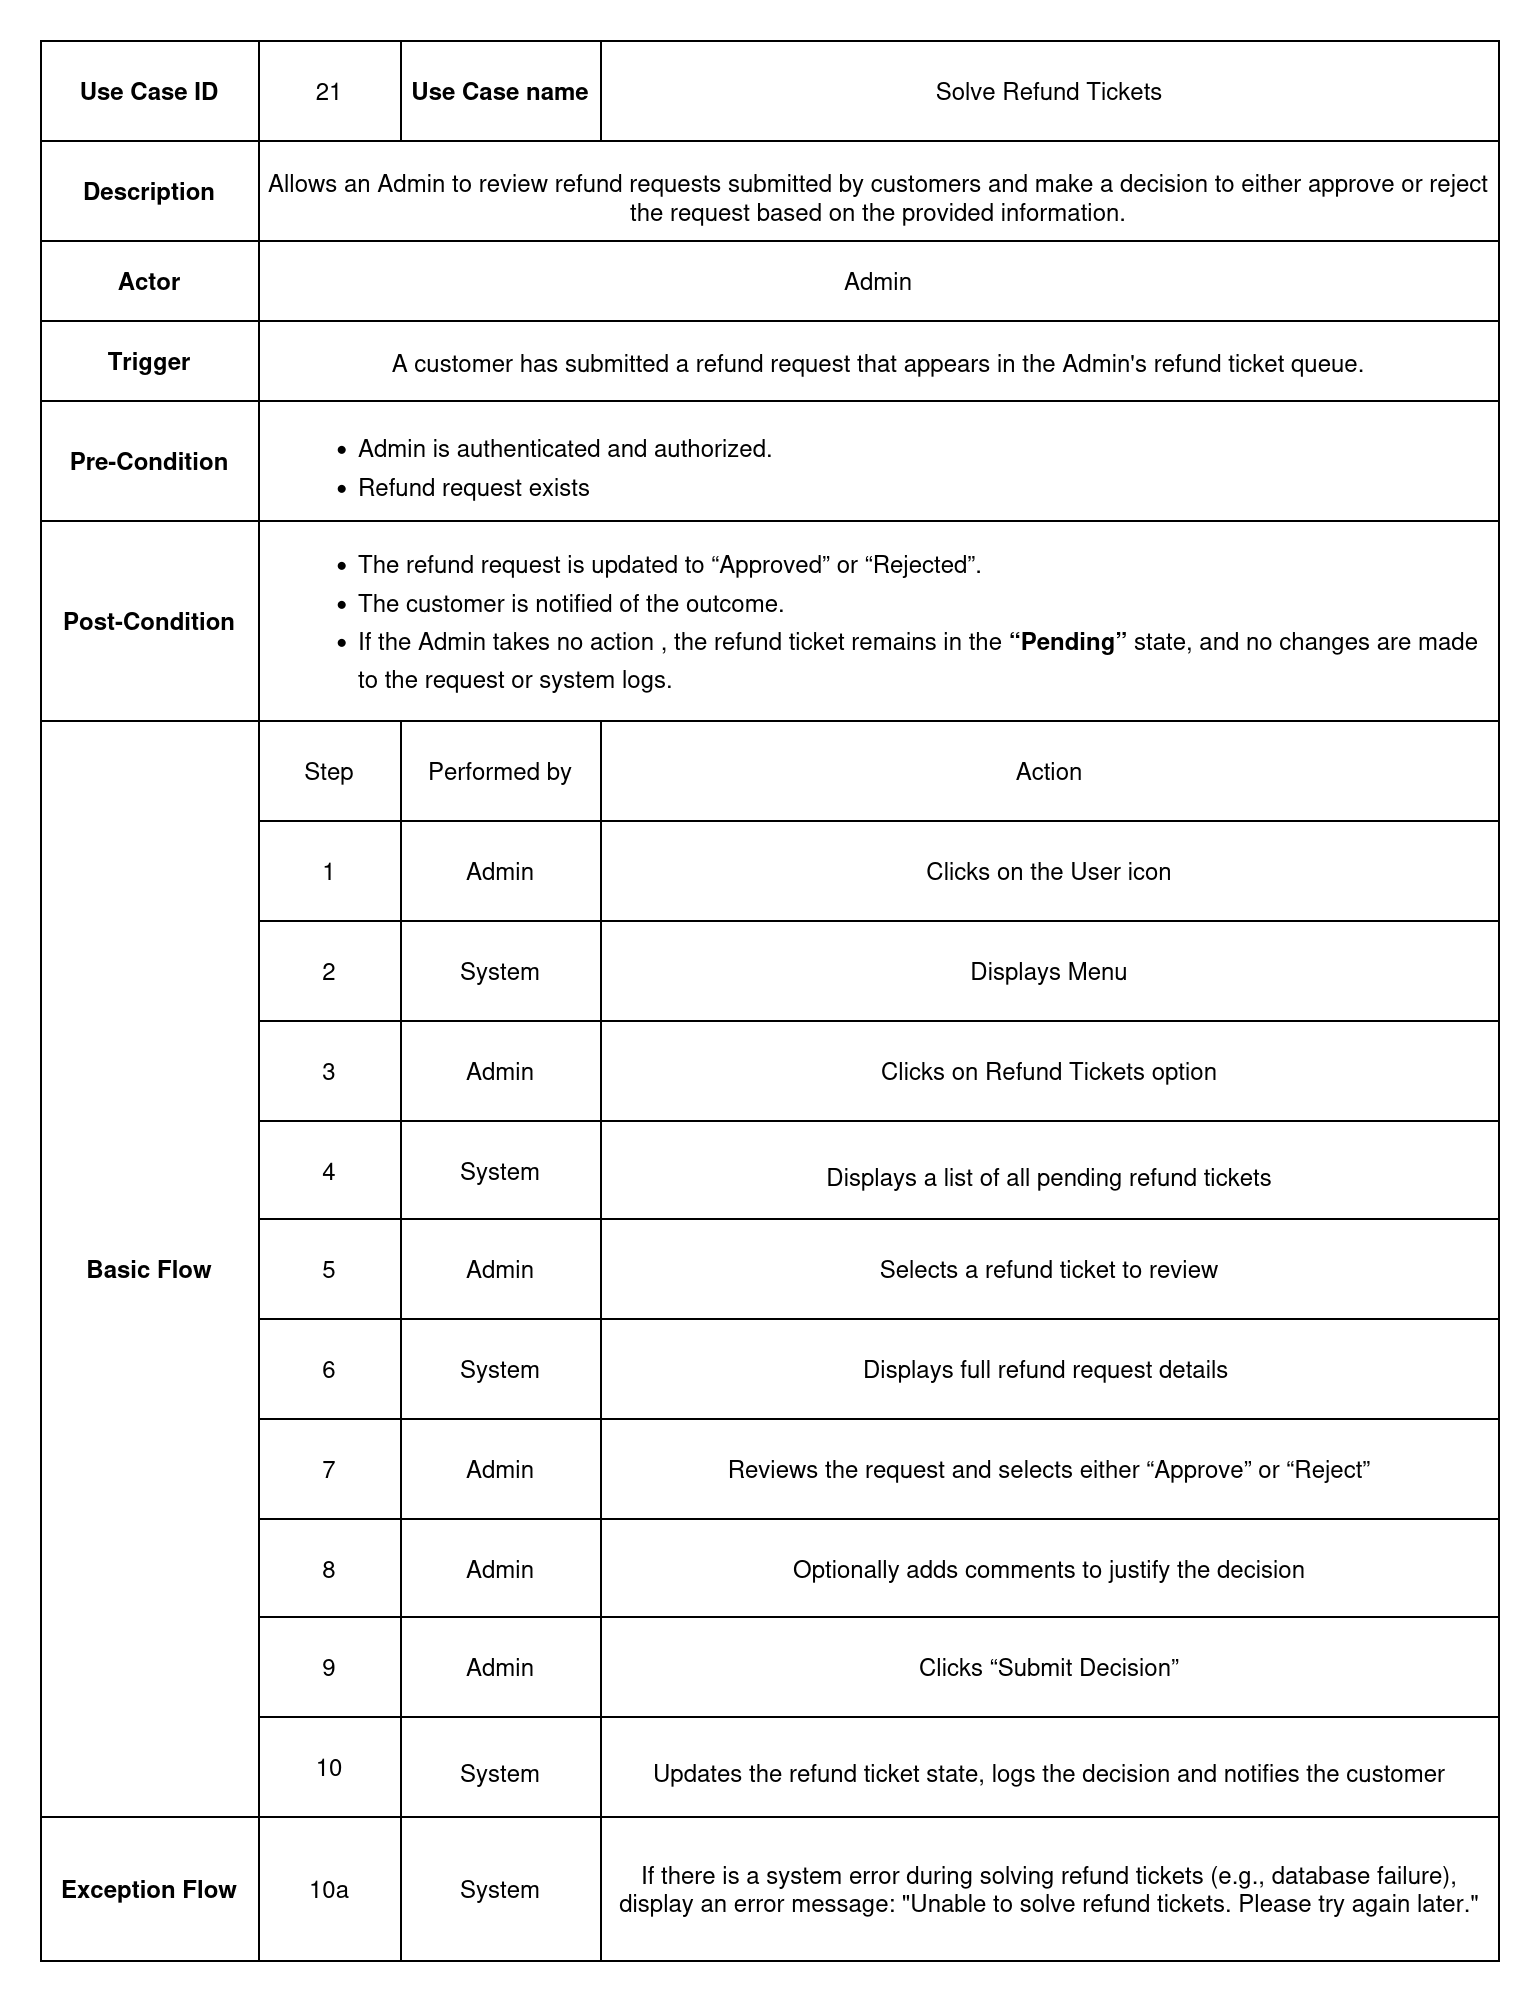 Use Case ID 21 Use Case name Solve Refund Tickets
Description
Allows an Admin to review refund requests submitted by customers and make a decision to either approve or reject
the request based on the provided information.
Actor Admin
Trigger A customer has submitted a refund request that appears in the Admin's refund ticket queue.
Pre-Condition
• Admin is authenticated and authorized.
• Refund request exists
Post-Condition
• The refund request is updated to “Approved” or “Rejected”.
• The customer is notified of the outcome.
• If the Admin takes no action , the refund ticket remains in the “Pending” state, and no changes are made
to the request or system logs.
Basic Flow
Step Performed by Action
1 Admin Clicks on the User icon
2 System Displays Menu
3 Admin Clicks on Refund Tickets option
4 System Displays a list of all pending refund tickets
5 Admin Selects a refund ticket to review
6 System Displays full refund request details
7 Admin Reviews the request and selects either “Approve” or “Reject”
8 Admin Optionally adds comments to justify the decision
9 Admin Clicks “Submit Decision”
10 System Updates the refund ticket state, logs the decision and notifies the customer
Exception Flow 10a System
If there is a system error during solving refund tickets (e.g., database failure),
display an error message: "Unable to solve refund tickets. Please try again later."